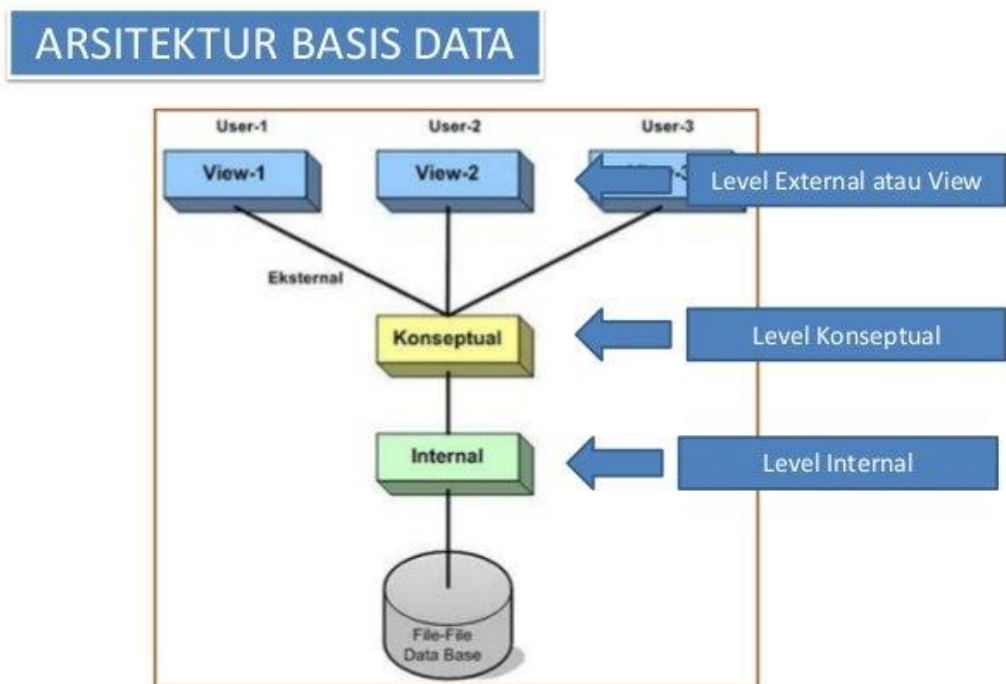 ARSITEKTUR BASIS DATA
User-1
User-2
User-3
View-1
View-2
Level External atau View
Eksternal
Konseptual
Level Konseptual
Internal
Level Internal
File-File
Data Base